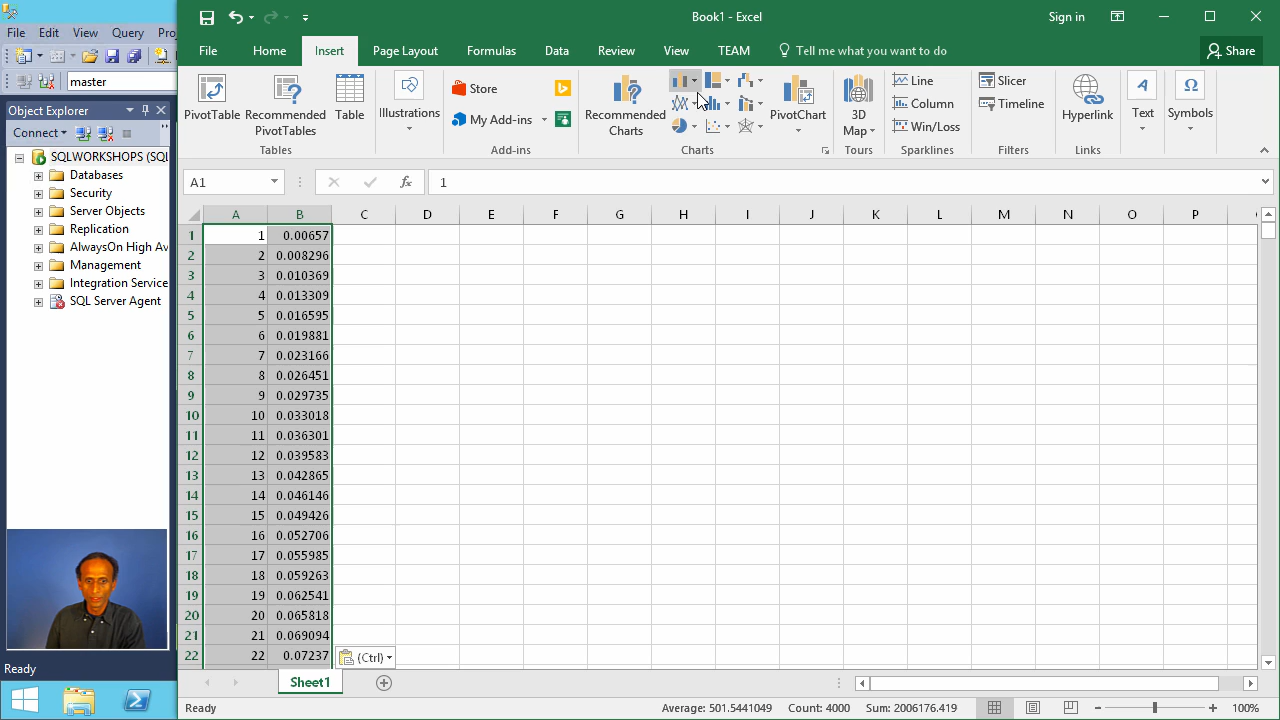 Book1 - Excel
Sign in
File Home Insert Page Layout Formulas Data Review View TEAM Tell me what you want to do Share
PivotTable
Recommended
PivotTables
Table
Tables
Illustrations
Store
My Add-ins
Add-ins
Recommended
Charts
PivotChart
Charts
3D
Map
Tours
Line
Column
Win/Loss
Sparklines
Slicer
Timeline
Filters
Hyperlink
Links
Text
Symbols
A1
fx
1
A B C D E F G H I J K L M N O P
1 1 0.00657
2 2 0.008296
3 3 0.010369
4 4 0.013309
5 5 0.016595
6 6 0.019881
7 7 0.023166
8 8 0.026451
9 9 0.029735
10 10 0.033018
11 11 0.036301
12 12 0.039583
13 13 0.042865
14 14 0.046146
15 15 0.049426
16 16 0.052706
17 17 0.055985
18 18 0.059263
19 19 0.062541
20 20 0.065818
21 21 0.069094
22 22 0.07237
(Ctrl)
Sheet1
Ready
Average: 501.5441049 Count: 4000 Sum: 2006176.419
100%
File Edit View Query
master
Object Explorer
Connect
SQLWORKSHOPS (SQL
Databases
Security
Server Objects
Replication
AlwaysOn High Av
Management
Integration Service
SQL Server Agent
Ready